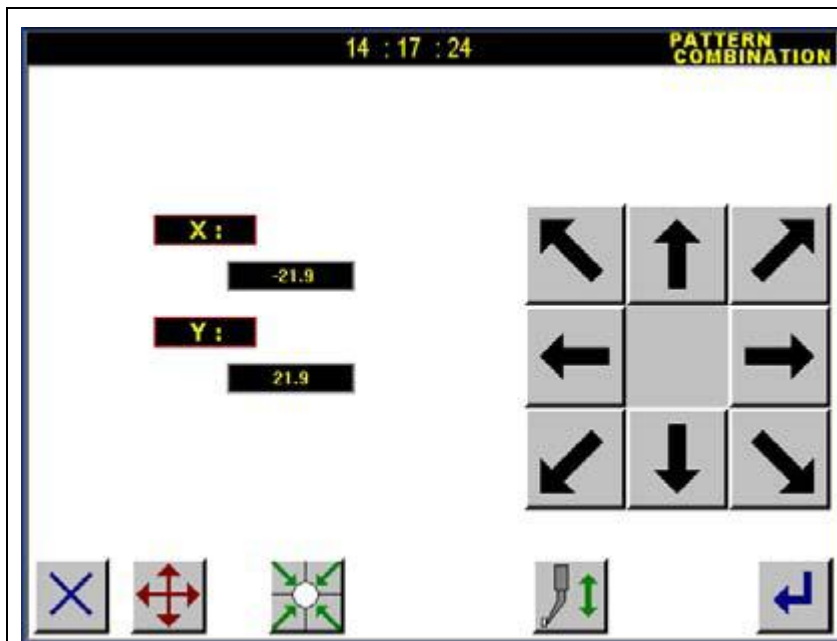 14 : 17 : 24
PATTERN
COMBINATION
X :
-21.9
Y :
21.9